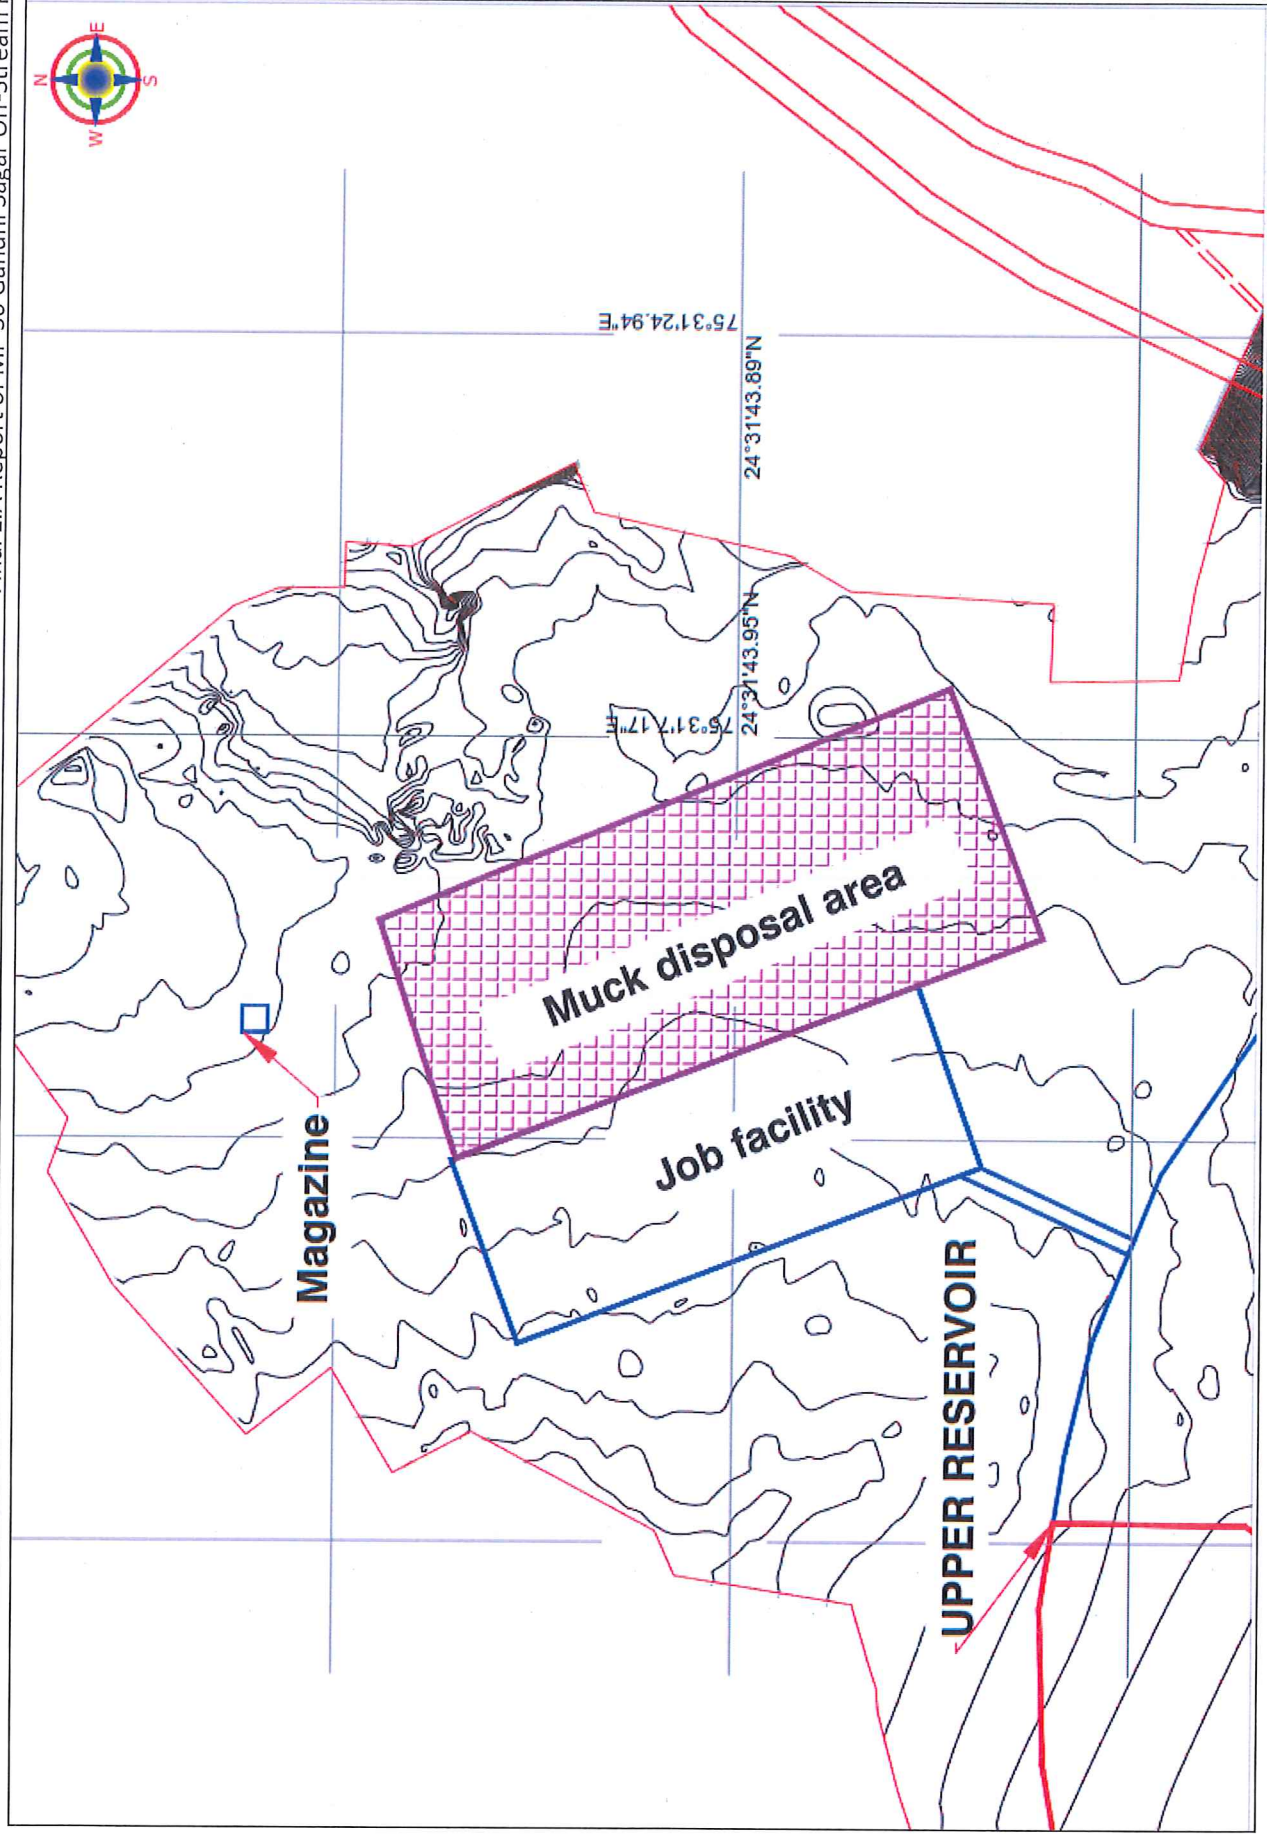 N
E
S
W
75°31'24.94"E
24°31'43.89"N
75°31'7.17"E
24°31'43.95"N
Muck disposal area
Magazine
Job facility
UPPER RESERVOIR